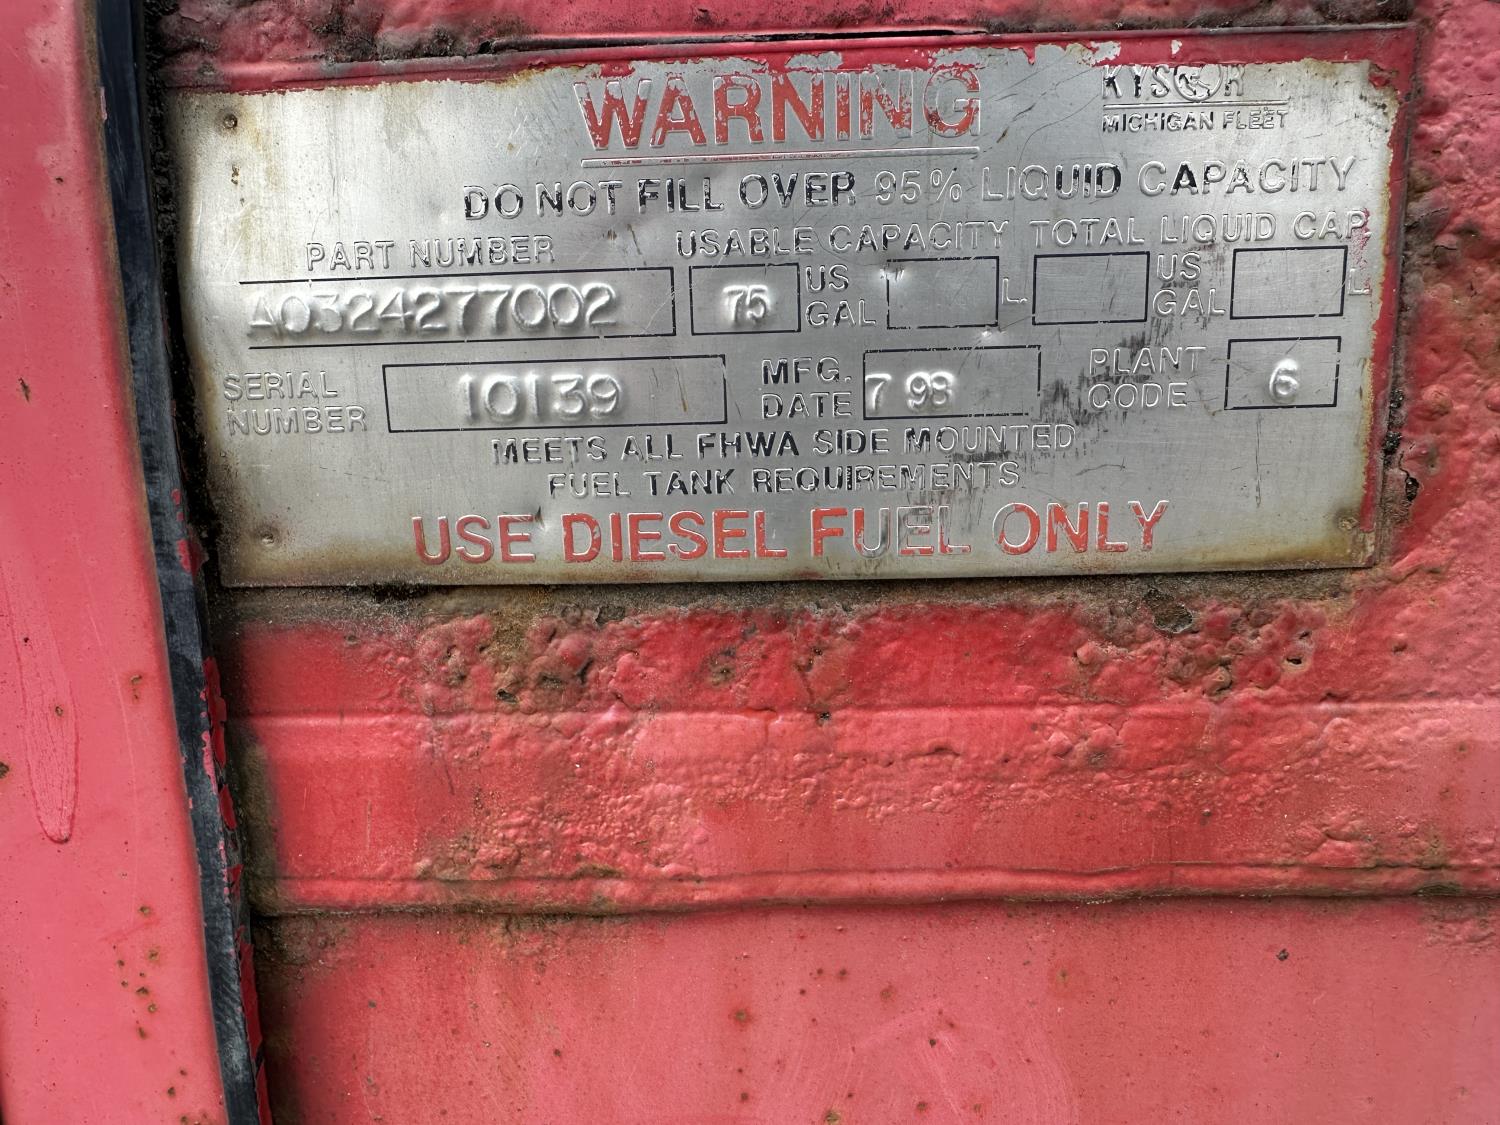 WARNING
KYSOR
MICHIGAN FLEET
DO NOT FILL OVER 95% LIQUID CAPACITY
PART NUMBER USABLE CAPACITY TOTAL LIQUID CAP.
A0324277002 75 US GAL L. US GAL L
SERIAL NUMBER 10139 MFG. DATE 7 98 PLANT CODE 6
MEETS ALL FHWA SIDE MOUNTED
FUEL TANK REQUIREMENTS
USE DIESEL FUEL ONLY